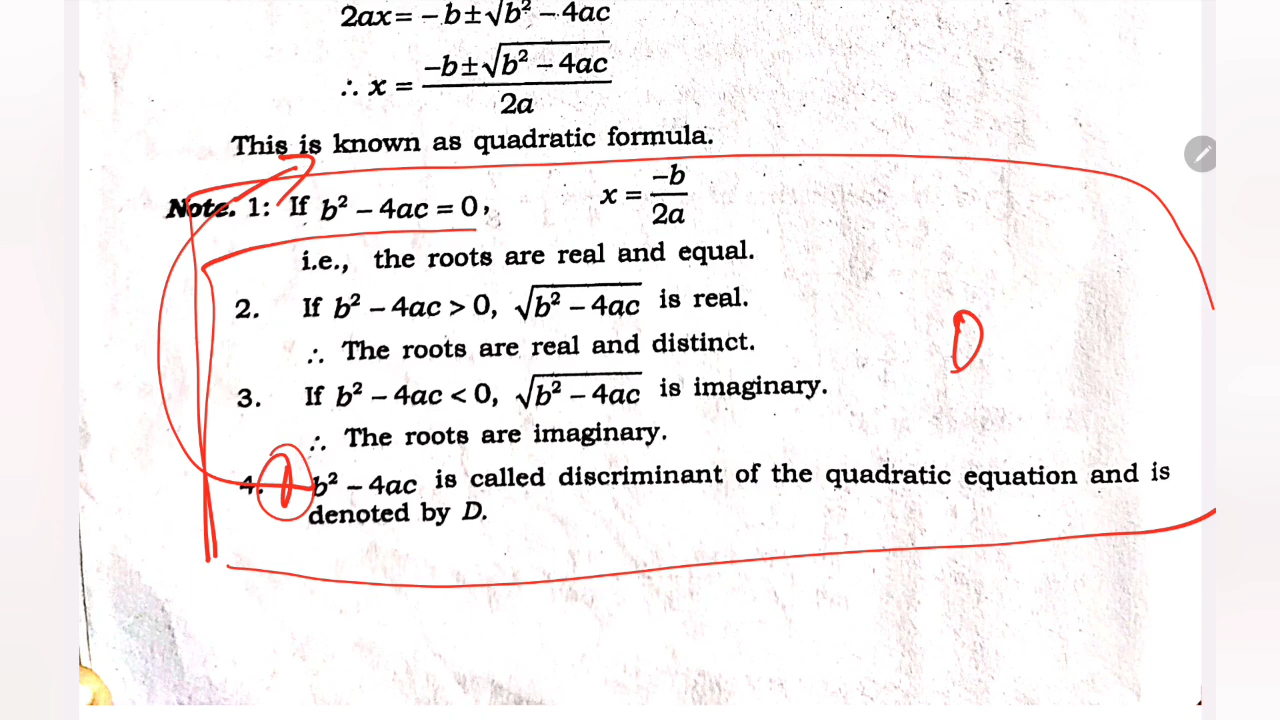 2ax = –b±√b² – 4ac
∴ x = –b±√b² – 4ac / 2a
This is known as quadratic formula.
Note. 1: If b² – 4ac = 0, x = –b / 2a
i.e., the roots are real and equal.
2. If b² – 4ac > 0, √b² – 4ac is real.
∴ The roots are real and distinct.
3. If b² – 4ac < 0, √b² – 4ac is imaginary.
∴ The roots are imaginary.
4. b² – 4ac is called discriminant of the quadratic equation and is
denoted by D.
D